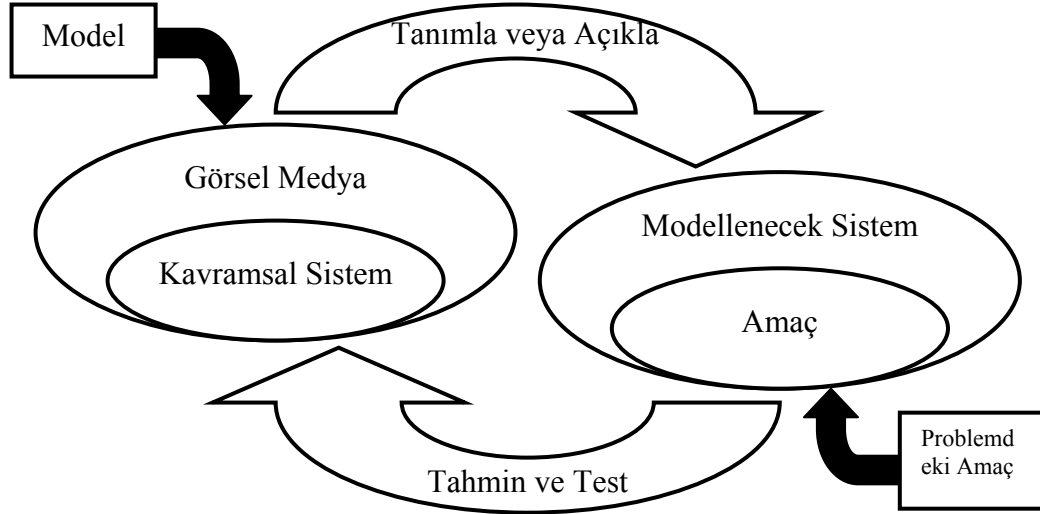 Model
Tanımla veya Açıkla
Görsel Medya
Kavramsal Sistem
Modellenecek Sistem
Amaç
Tahmin ve Test
Problemd
eki Amaç